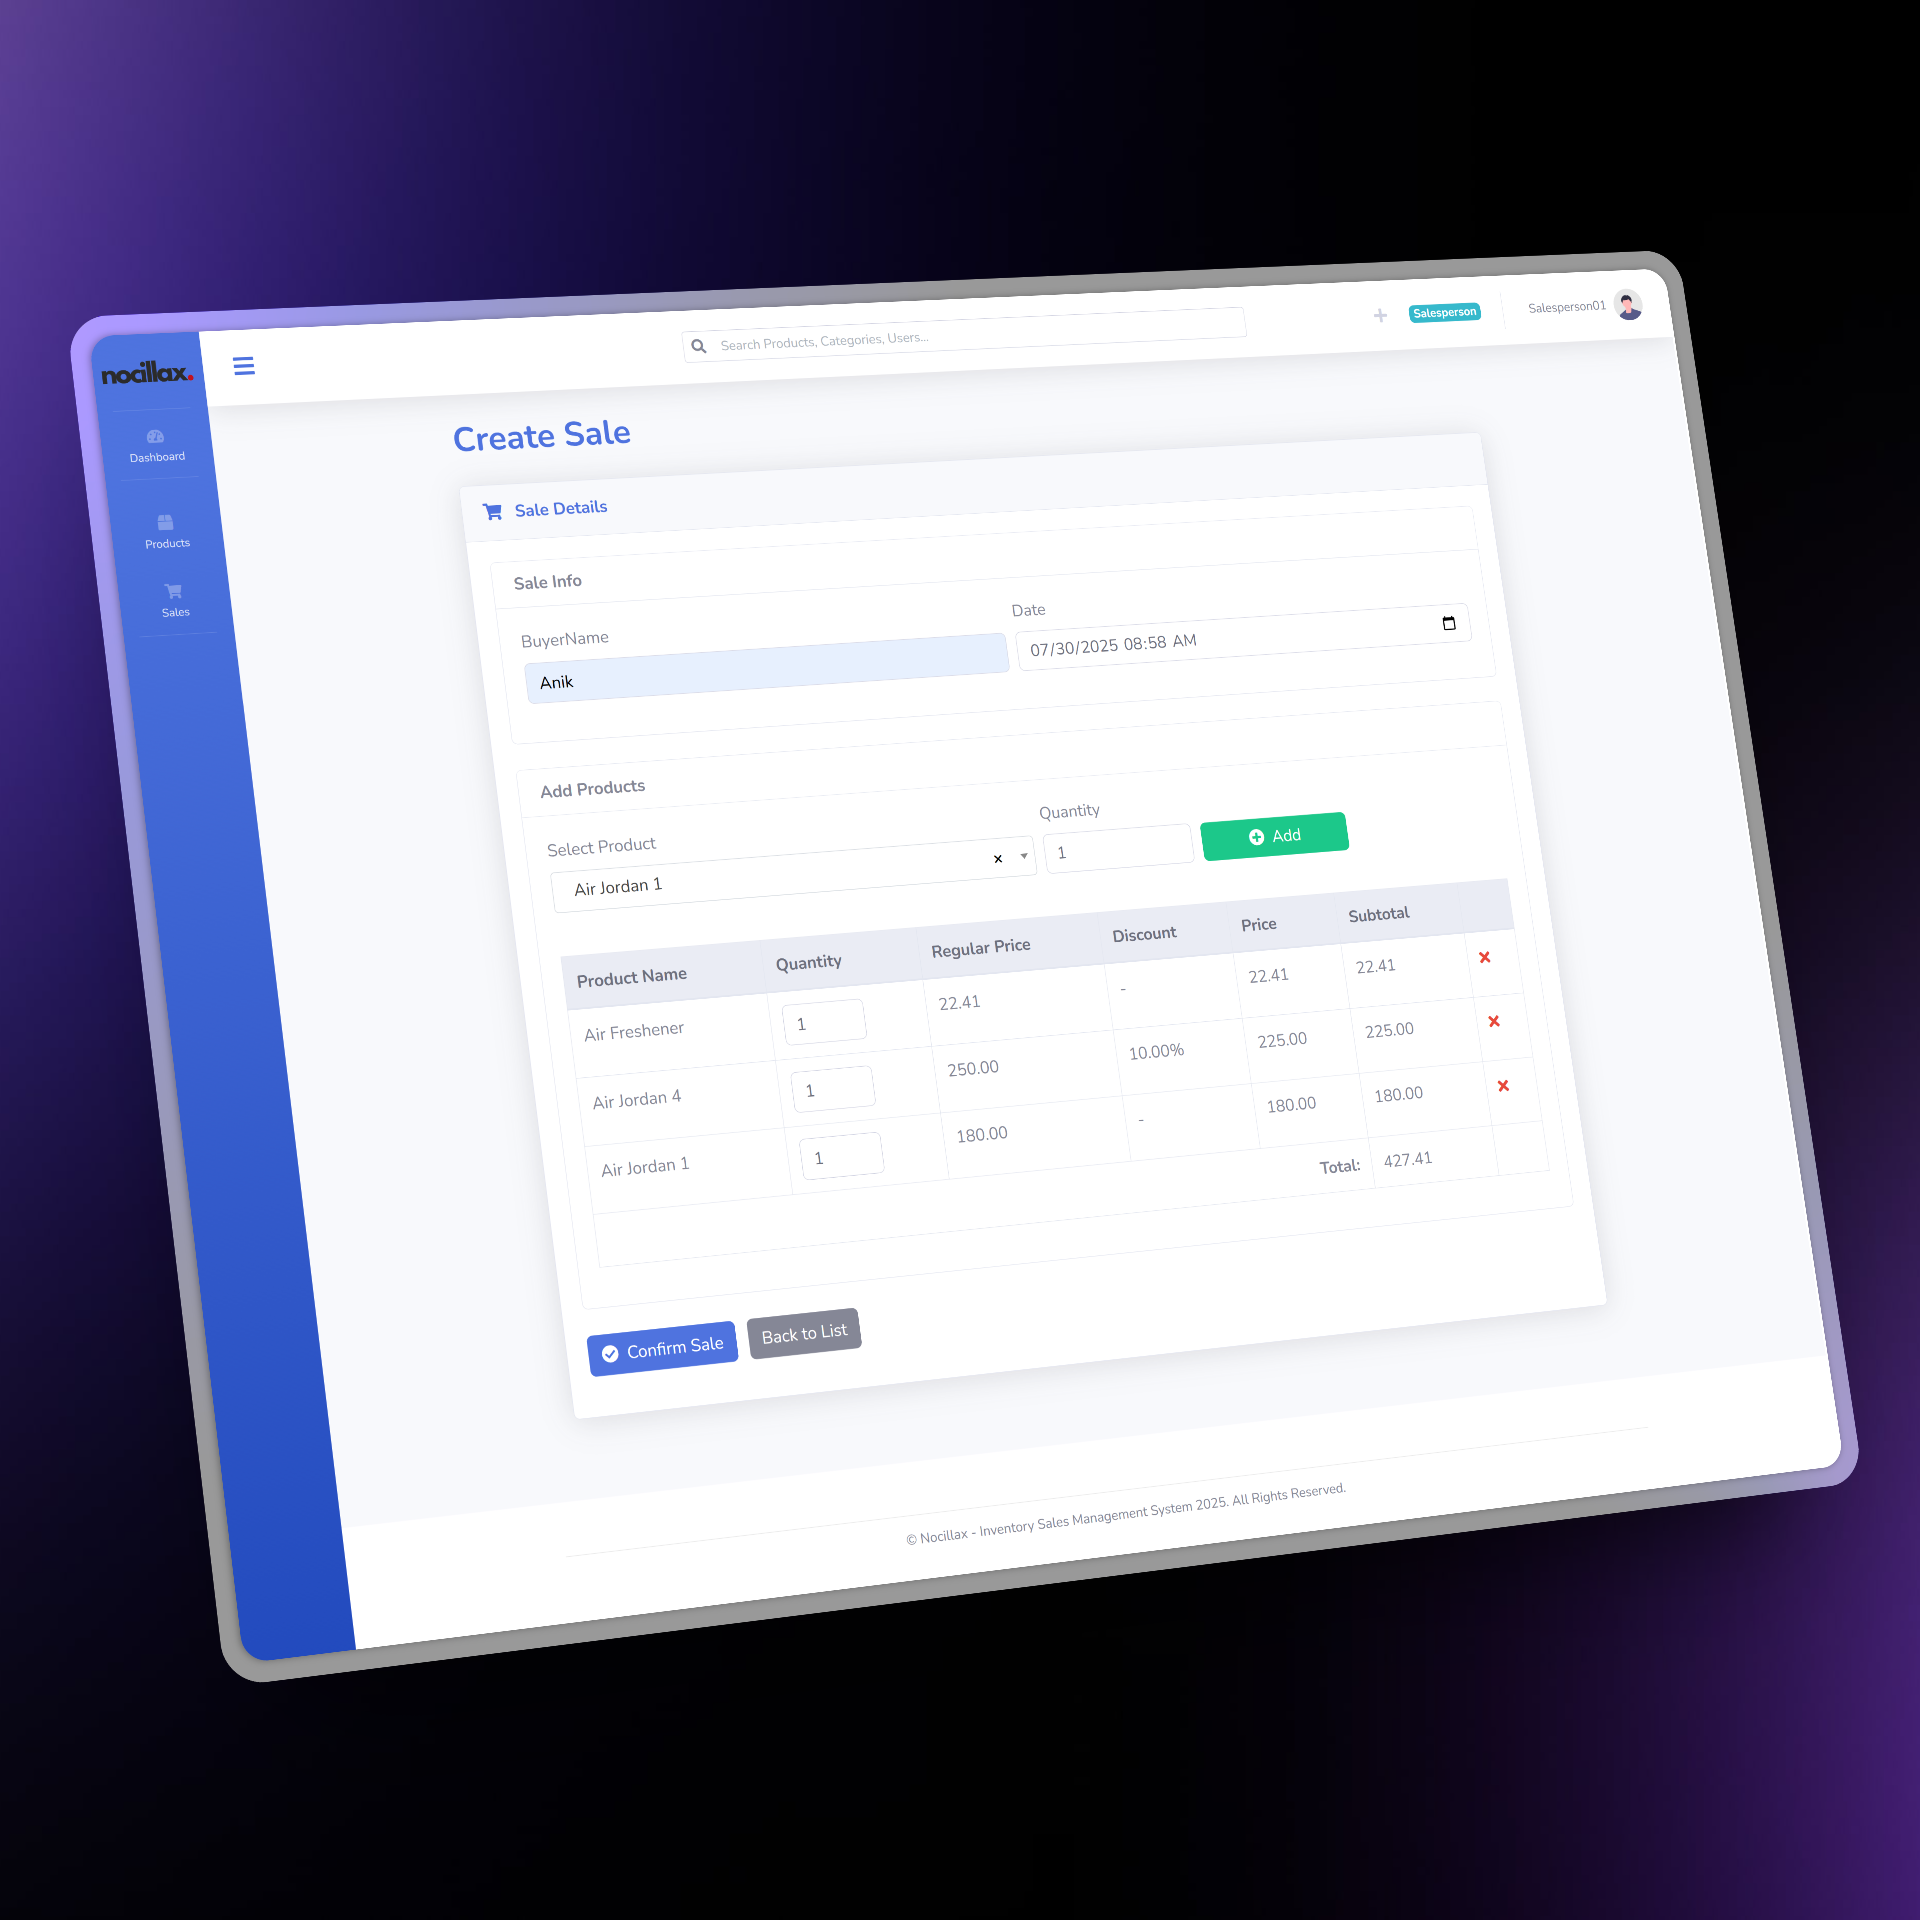 nocillax.
Search Products, Categories, Users...
Salesperson
Salesperson01
Dashboard
Products
Sales
Create Sale
Sale Details
Sale Info
BuyerName
Date
Anik
07/30/2025 08:58 AM
Add Products
Select Product
Quantity
Air Jordan 1
×
1
Add
Product Name Quantity Regular Price Discount Price Subtotal
Air Freshener 1 22.41 - 22.41 22.41
Air Jordan 4 1 250.00 10.00% 225.00 225.00
Air Jordan 1 1 180.00 - 180.00 180.00
Total: 427.41
Confirm Sale
Back to List
© Nocillax - Inventory Sales Management System 2025. All Rights Reserved.